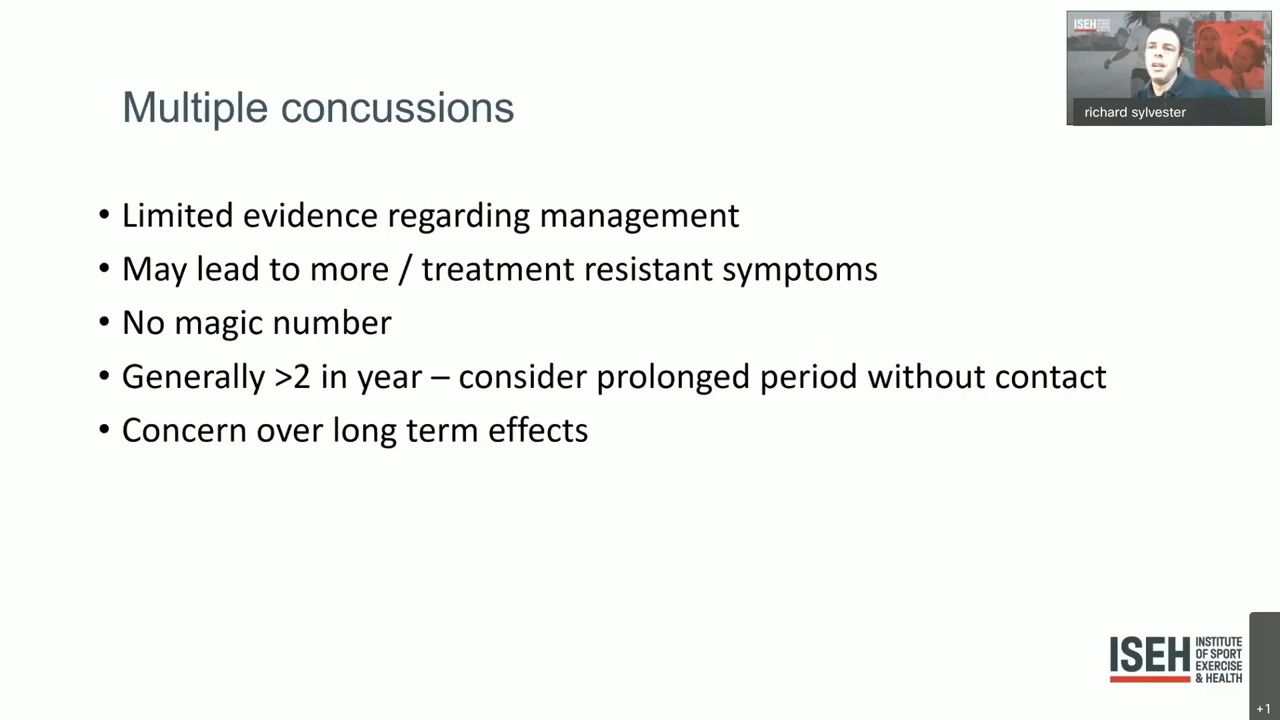 Multiple concussions
• Limited evidence regarding management
• May lead to more / treatment resistant symptoms
• No magic number
• Generally >2 in year – consider prolonged period without contact
• Concern over long term effects
ISEH
richard sylvester
ISEH
INSTITUTE
OF SPORT
EXERCISE
& HEALTH
+1